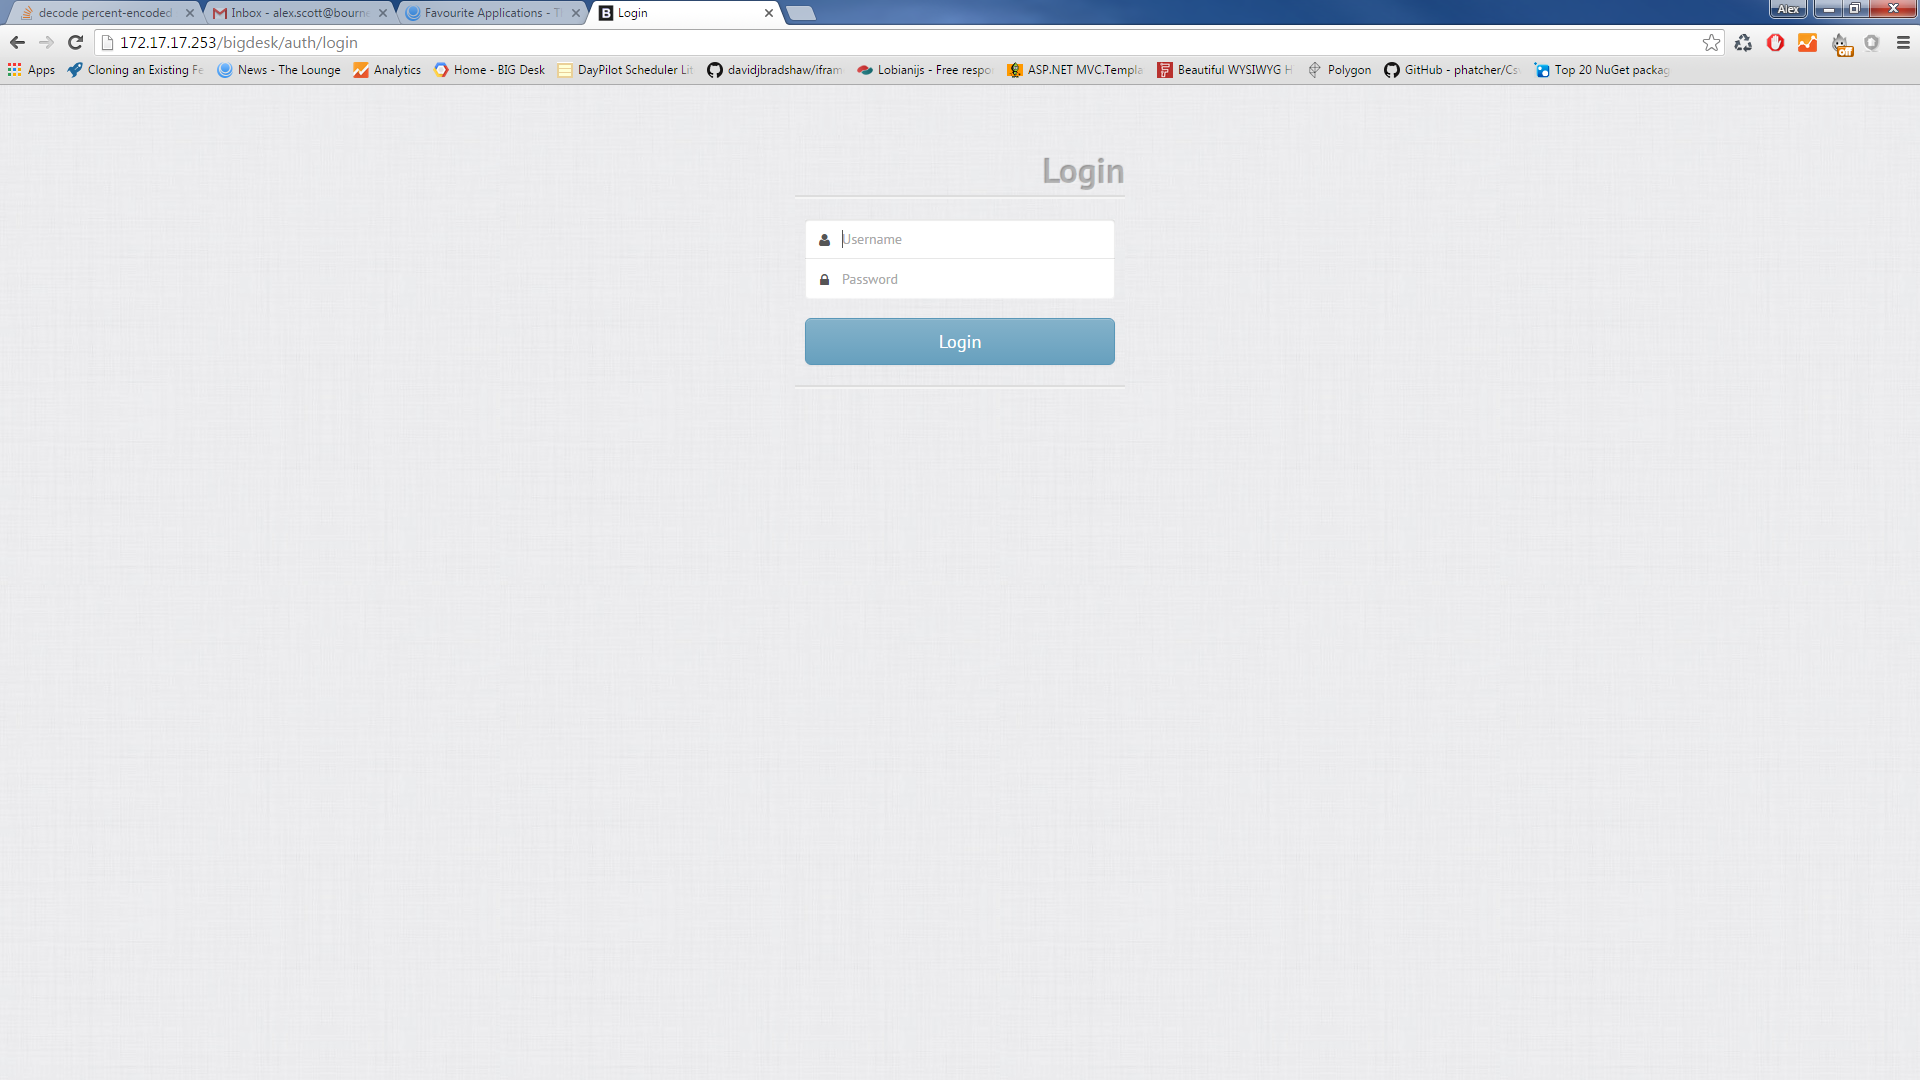 decode percent-encoded
Inbox - alex.scott@bourne
Favourite Applications - T
Login
Alex
172.17.17.253/bigdesk/auth/login
off
Apps
Cloning an Existing Fe
News - The Lounge
Analytics
Home - BIG Desk
DayPilot Scheduler Lit
davidjbradshaw/ifram
Lobianijs - Free respo
ASP.NET MVC.Templa
Beautiful WYSIWYG H
Polygon
GitHub - phatcher/Cs
Top 20 NuGet packag
Login
Username
Password
Login